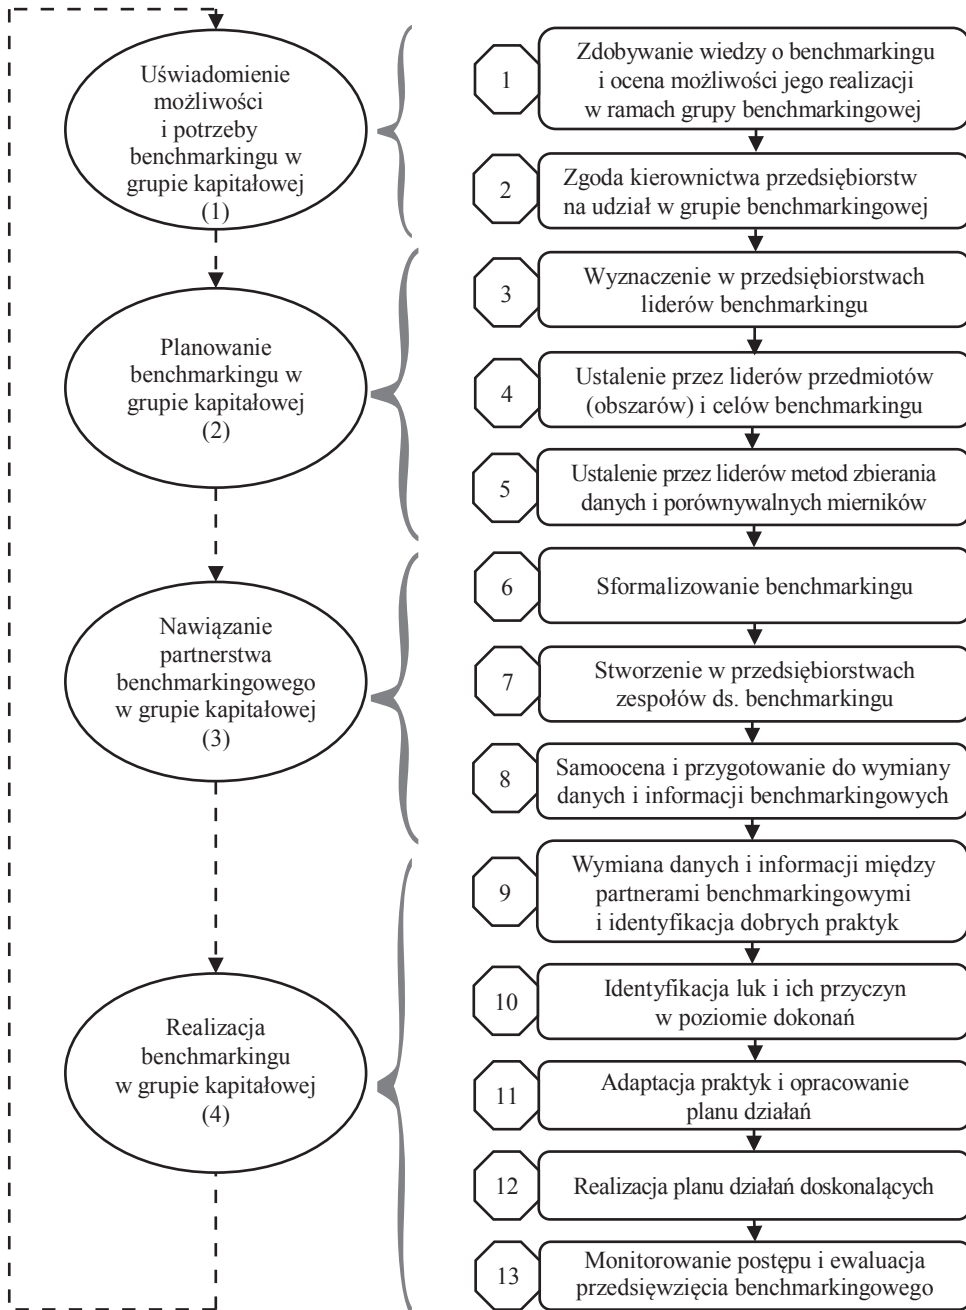 Uświadomienie
możliwości
i potrzeby
benchmarkingu w
grupie kapitałowej
(1)
1
Zdobywanie wiedzy o benchmarkingu
i ocena możliwości jego realizacji
w ramach grupy benchmarkingowej
2
Zgoda kierownictwa przedsiębiorstw
na udział w grupie benchmarkingowej
Planowanie
benchmarkingu w
grupie kapitałowej
(2)
3
Wyznaczenie w przedsiębiorstwach
liderów benchmarkingu
4
Ustalenie przez liderów przedmiotów
(obszarów) i celów benchmarkingu
5
Ustalenie przez liderów metod zbierania
danych i porównywalnych mierników
Nawiązanie
partnerstwa
benchmarkingowego
w grupie kapitałowej
(3)
6
Sformalizowanie benchmarkingu
7
Stworzenie w przedsiębiorstwach
zespołów ds. benchmarkingu
8
Samoocena i przygotowanie do wymiany
danych i informacji benchmarkingowych
Realizacja
benchmarkingu
w grupie kapitałowej
(4)
9
Wymiana danych i informacji między
partnerami benchmarkingowymi
i identyfikacja dobrych praktyk
10
Identyfikacja luk i ich przyczyn
w poziomie dokonań
11
Adaptacja praktyk i opracowanie
planu działań
12
Realizacja planu działań doskonalących
13
Monitorowanie postępu i ewaluacja
przedsięwzięcia benchmarkingowego